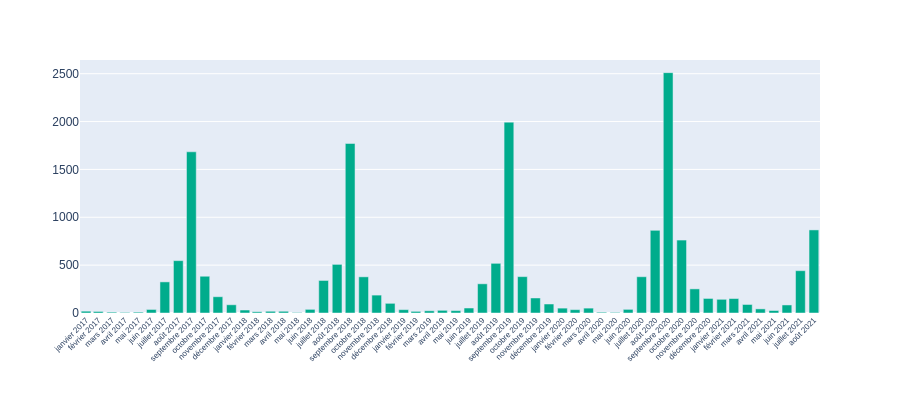 2500
2000
1500
1000
500
0
janvier 2017
février 2017
mars 2017
avril 2017
mai 2017
juin 2017
juillet 2017
août 2017
septembre 2017
octobre 2017
novembre 2017
décembre 2017
janvier 2018
février 2018
mars 2018
avril 2018
mai 2018
juin 2018
juillet 2018
août 2018
septembre 2018
octobre 2018
novembre 2018
décembre 2018
janvier 2019
février 2019
mars 2019
avril 2019
mai 2019
juin 2019
juillet 2019
août 2019
septembre 2019
octobre 2019
novembre 2019
décembre 2019
janvier 2020
février 2020
mars 2020
avril 2020
mai 2020
juin 2020
juillet 2020
août 2020
septembre 2020
octobre 2020
novembre 2020
décembre 2020
janvier 2021
février 2021
mars 2021
avril 2021
mai 2021
juin 2021
juillet 2021
août 2021